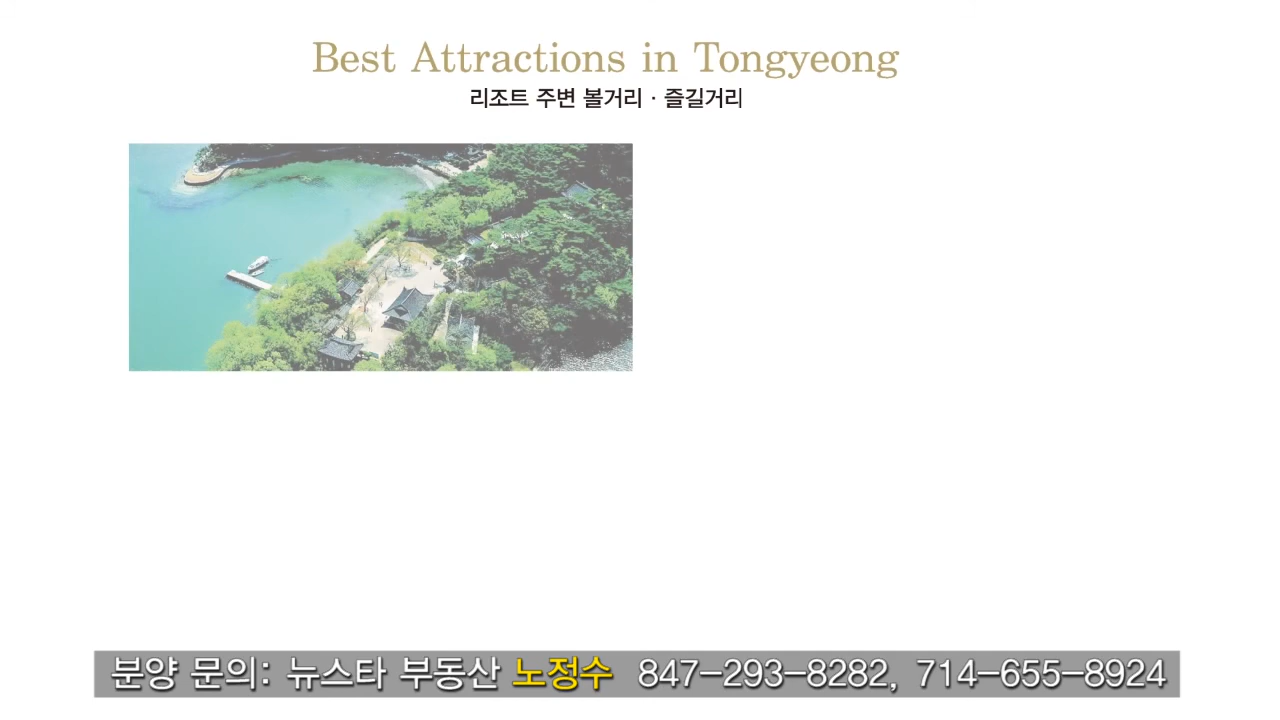 Best Attractions in Tongyeong
리조트 주변 볼거리 · 즐길거리
분양 문의: 뉴스타 부동산 노정수 847-293-8282, 714-655-8924